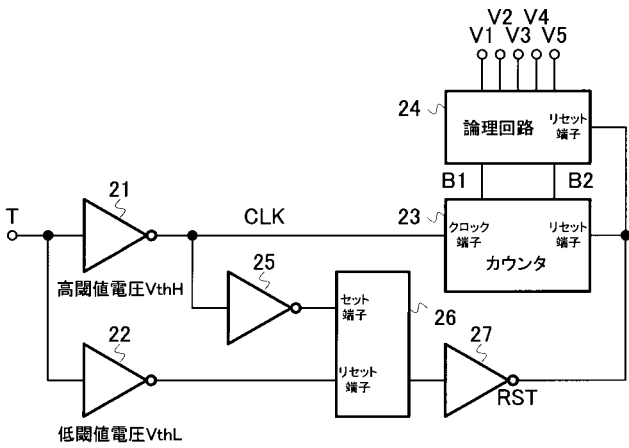 V2 V4
V1 V3 V5
24
論理回路
リセット
端子
B1
B2
21
T
CLK
23
クロック
端子
リセット
端子
カウンタ
高閾値電圧VthH
25
セット
端子
26
22
リセット
端子
27
RST
低閾値電圧VthL